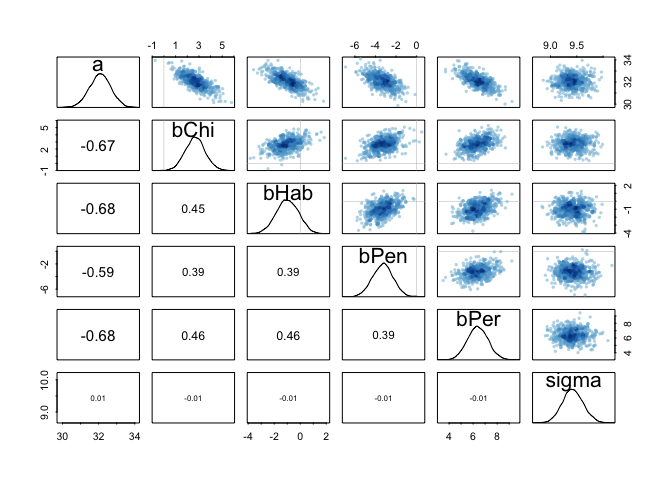 -1 1 3 5 -6 -4 -2 0 9.0 9.5
a 30 31 32 33 34
-1 2 5 -0.67 bChi
-0.68 0.45 bHab -4 -1 2
-6 -2 -0.59 0.39 0.39 bPen
-0.68 0.46 0.46 0.39 bPer 4 6 8
9.0 10.0 0.01 -0.01 -0.01 -0.01 -0.01 sigma
30 32 34 -4 -2 0 2 4 6 8